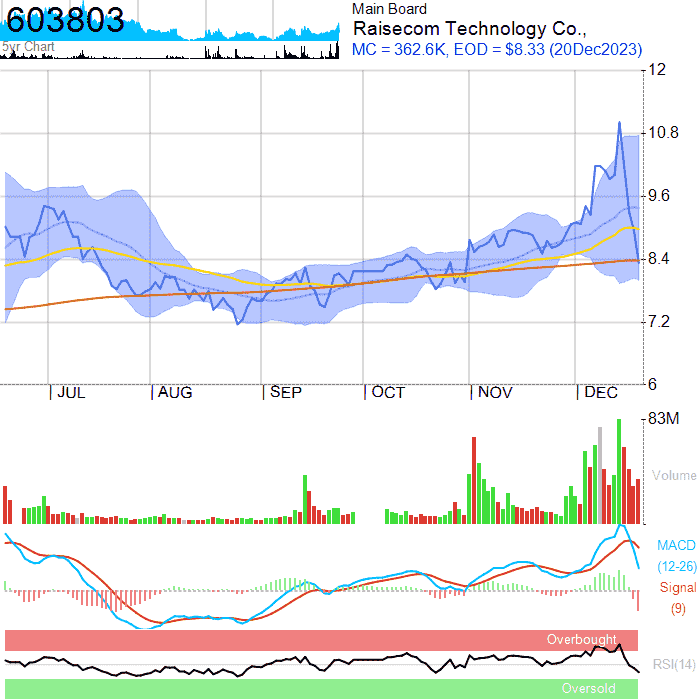 603803
5yr Chart
Main Board
Raisecom Technology Co.,
MC = 362.6K, EOD = $8.33 (20Dec2023)
12
10.8
9.6
8.4
7.2
6
JUL AUG SEP OCT NOV DEC
83M
Volume
MACD
(12-26)
Signal
(9)
Overbought
RSI(14)
Oversold